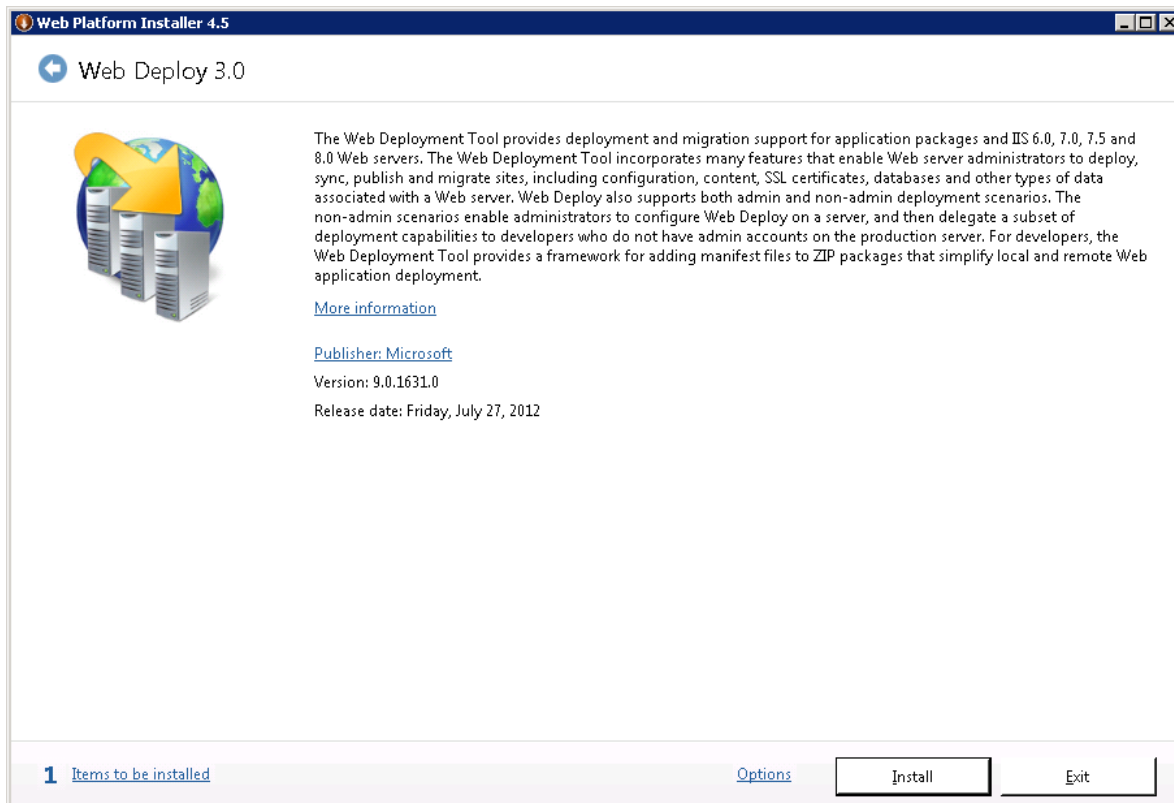 Web Platform Installer 4.5
Web Deploy 3.0
The Web Deployment Tool provides deployment and migration support for application packages and IIS 6.0, 7.0, 7.5 and
8.0 Web servers. The Web Deployment Tool incorporates many features that enable Web server administrators to deploy,
sync, publish and migrate sites, including configuration, content, SSL certificates, databases and other types of data
associated with a Web server. Web Deploy also supports both admin and non-admin deployment scenarios. The
non-admin scenarios enable administrators to configure Web Deploy on a server, and then delegate a subset of
deployment capabilities to developers who do not have admin accounts on the production server. For developers, the
Web Deployment Tool provides a framework for adding manifest files to ZIP packages that simplify local and remote Web
application deployment.
More information
Publisher: Microsoft
Version: 9.0.1631.0
Release date: Friday, July 27, 2012
1 Items to be installed
Options
Install
Exit